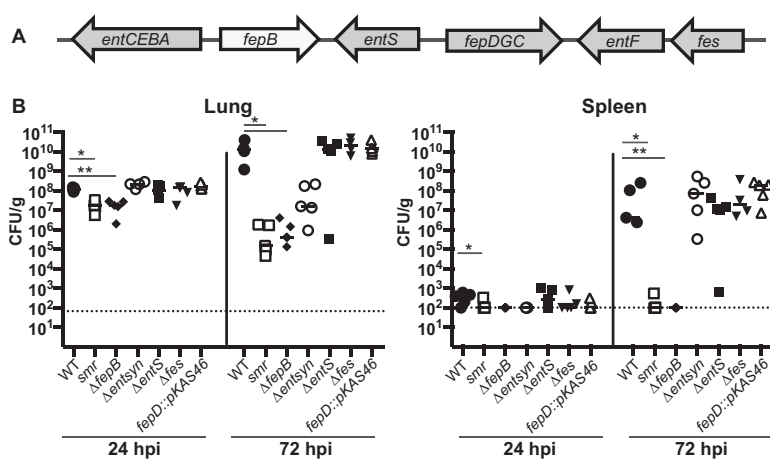 A
entCEBA fepB entS fepDGC entF fes
B
Lung Spleen
CFU/g
10¹¹
10¹⁰
10⁹
10⁸
10⁷
10⁶
10⁵
10⁴
10³
10²
10¹
*
**
*
**
WT smr ΔfepB Δentsyn ΔentS Δfes fepD::pKAS46
WT smr ΔfepB Δentsyn ΔentS Δfes fepD::pKAS46
24 hpi 72 hpi
CFU/g
10¹¹
10¹⁰
10⁹
10⁸
10⁷
10⁶
10⁵
10⁴
10³
10²
10¹
*
*
**
WT smr ΔfepB Δentsyn ΔentS Δfes fepD::pKAS46
WT smr ΔfepB Δentsyn ΔentS Δfes fepD::pKAS46
24 hpi 72 hpi